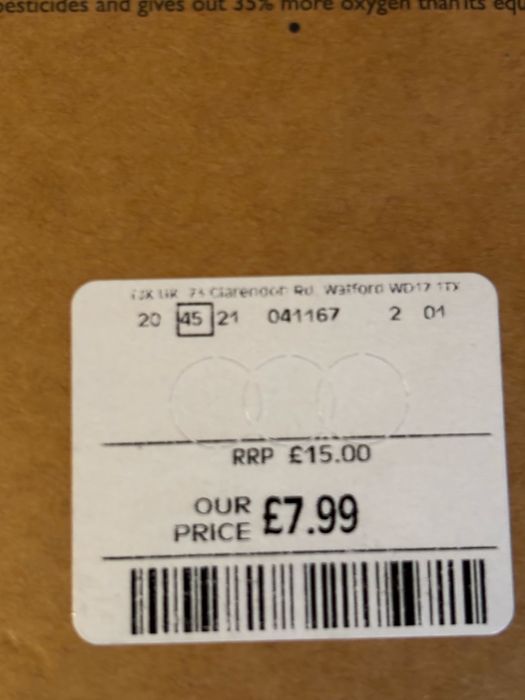 pesticides and gives out 35% more oxygen than its equ
TJX UK 73 Clarendon Rd. Watford WD17 1TX
20 45 21 041167 2 01
RRP £15.00
OUR PRICE £7.99